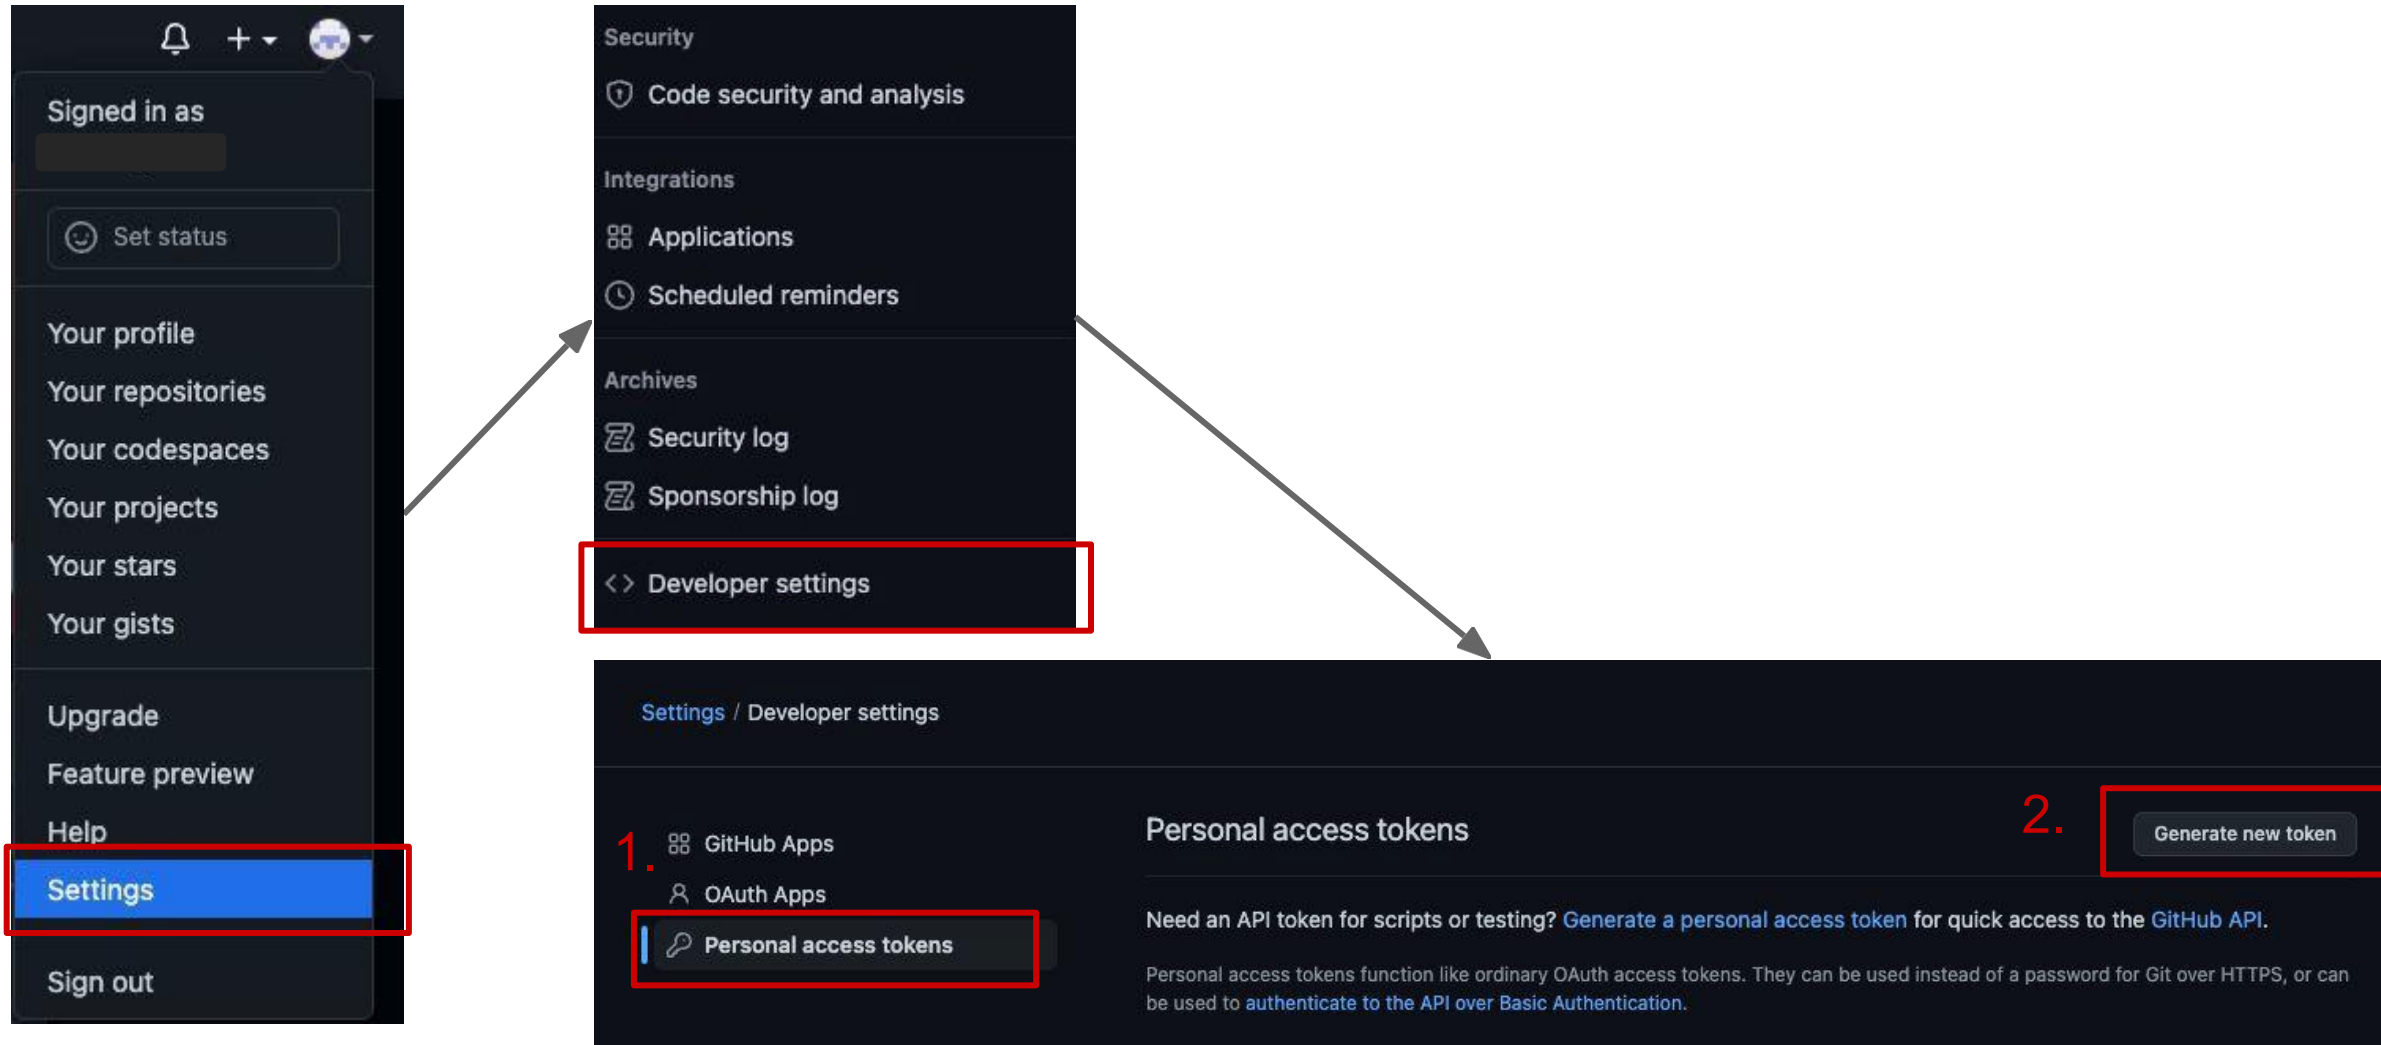 Signed in as
Set status
Your profile
Your repositories
Your codespaces
Your projects
Your stars
Your gists
Upgrade
Feature preview
Help
Settings
Sign out
Security
Code security and analysis
Integrations
Applications
Scheduled reminders
Archives
Security log
Sponsorship log
Developer settings
Settings / Developer settings
1.
GitHub Apps
OAuth Apps
Personal access tokens
Personal access tokens
2.
Generate new token
Need an API token for scripts or testing? Generate a personal access token for quick access to the GitHub API.
Personal access tokens function like ordinary OAuth access tokens. They can be used instead of a password for Git over HTTPS, or can
be used to authenticate to the API over Basic Authentication.